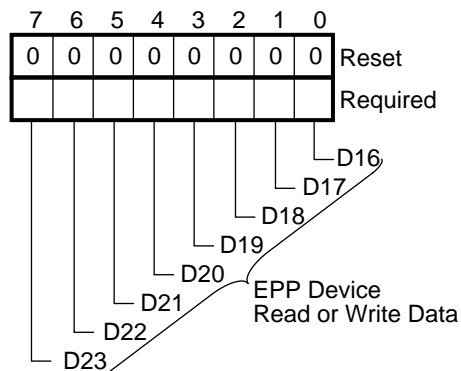 7 6 5 4 3 2 1 0
0 0 0 0 0 0 0 0 Reset
Required
D16
D17
D18
D19
D20
D21
D22
D23
EPP Device
Read or Write Data